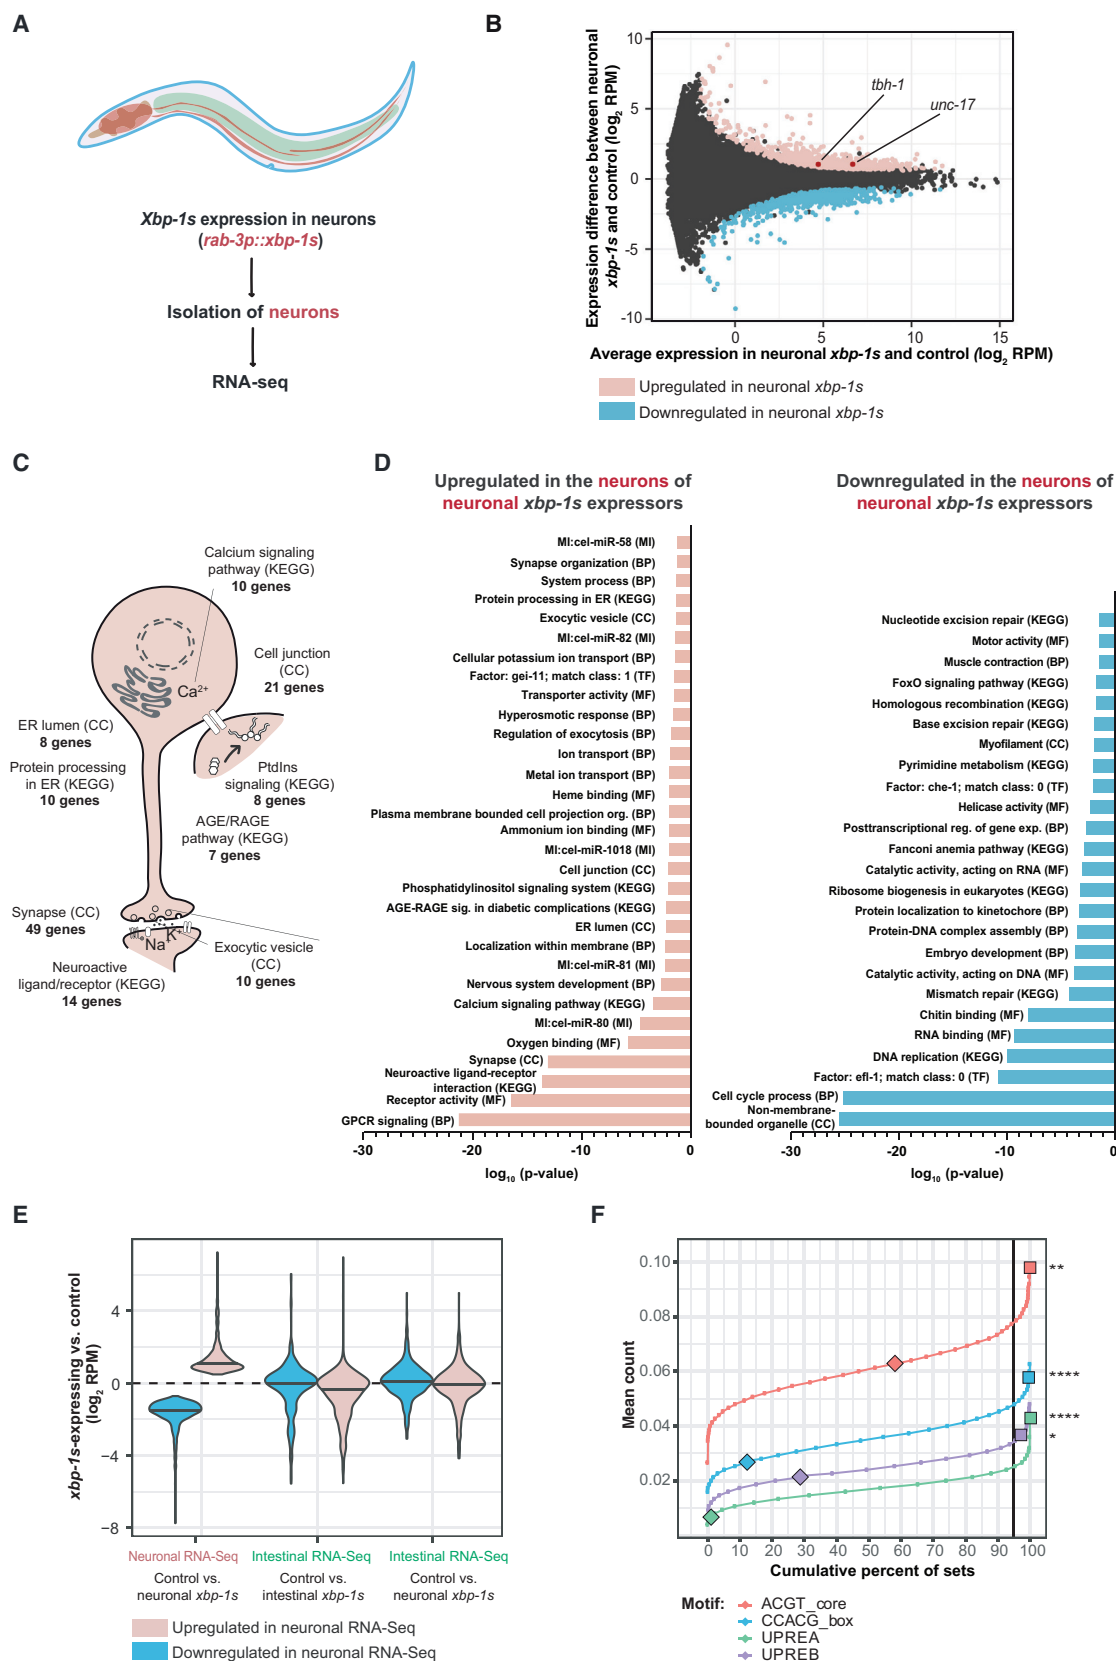 A
Xbp-1s expression in neurons
(rab-3p::xbp-1s)
Isolation of neurons
RNA-seq
B
Expression difference between neuronal
xbp-1s and control (log2 RPM)
10
5
0
-5
-10
tbh-1
unc-17
0
5
10
15
Average expression in neuronal xbp-1s and control (log2 RPM)
Upregulated in neuronal xbp-1s
Downregulated in neuronal xbp-1s
C
Calcium signaling
pathway (KEGG)
10 genes
Cell junction
(CC)
21 genes
Ca2+
ER lumen (CC)
8 genes
Protein processing
in ER (KEGG)
10 genes
PtdIns
signaling (KEGG)
8 genes
AGE/RAGE
pathway (KEGG)
7 genes
Synapse (CC)
49 genes
Na+
K+
Exocytic vesicle
(CC)
10 genes
Neuroactive
ligand/receptor (KEGG)
14 genes
D
Upregulated in the neurons of
neuronal xbp-1s expressors
MI:cel-miR-58 (MI)
Synapse organization (BP)
System process (BP)
Protein processing in ER (KEGG)
Exocytic vesicle (CC)
MI:cel-miR-82 (MI)
Cellular potassium ion transport (BP)
Factor: gei-11; match class: 1 (TF)
Transporter activity (MF)
Hyperosmotic response (BP)
Regulation of exocytosis (BP)
Ion transport (BP)
Metal ion transport (BP)
Heme binding (MF)
Plasma membrane bounded cell projection org. (BP)
Ammonium ion binding (MF)
MI:cel-miR-1018 (MI)
Cell junction (CC)
Phosphatidylinositol signaling system (KEGG)
AGE-RAGE sig. in diabetic complications (KEGG)
ER lumen (CC)
Localization within membrane (BP)
MI:cel-miR-81 (MI)
Nervous system development (BP)
Calcium signaling pathway (KEGG)
MI:cel-miR-80 (MI)
Oxygen binding (MF)
Synapse (CC)
Neuroactive ligand-receptor
interaction (KEGG)
Receptor activity (MF)
GPCR signaling (BP)
-30
-20
-10
0
log10 (p-value)
Downregulated in the neurons of
neuronal xbp-1s expressors
Nucleotide excision repair (KEGG)
Motor activity (MF)
Muscle contraction (BP)
FoxO signaling pathway (KEGG)
Homologous recombination (KEGG)
Base excision repair (KEGG)
Myofilament (CC)
Pyrimidine metabolism (KEGG)
Factor: che-1; match class: 0 (TF)
Helicase activity (MF)
Posttranscriptional reg. of gene exp. (BP)
Fanconi anemia pathway (KEGG)
Catalytic activity, acting on RNA (MF)
Ribosome biogenesis in eukaryotes (KEGG)
Protein localization to kinetochore (BP)
Protein-DNA complex assembly (BP)
Embryo development (BP)
Catalytic activity, acting on DNA (MF)
Mismatch repair (KEGG)
Chitin binding (MF)
RNA binding (MF)
DNA replication (KEGG)
Factor: efl-1; match class: 0 (TF)
Cell cycle process (BP)
Non-membrane-
bounded organelle (CC)
-30
-20
-10
0
log10 (p-value)
E
xbp-1s-expressing vs. control
(log2 RPM)
4
0
−4
−8
Neuronal RNA-Seq
Control vs.
neuronal xbp-1s
Intestinal RNA-Seq
Control vs.
intestinal xbp-1s
Intestinal RNA-Seq
Control vs.
neuronal xbp-1s
Upregulated in neuronal RNA-Seq
Downregulated in neuronal RNA-Seq
F
Mean count
0.10
0.08
0.06
0.04
0.02
**
****
****
*
0 10 20 30 40 50 60 70 80 90 100
Cumulative percent of sets
Motif:
ACGT_core
CCACG_box
UPREA
UPREB